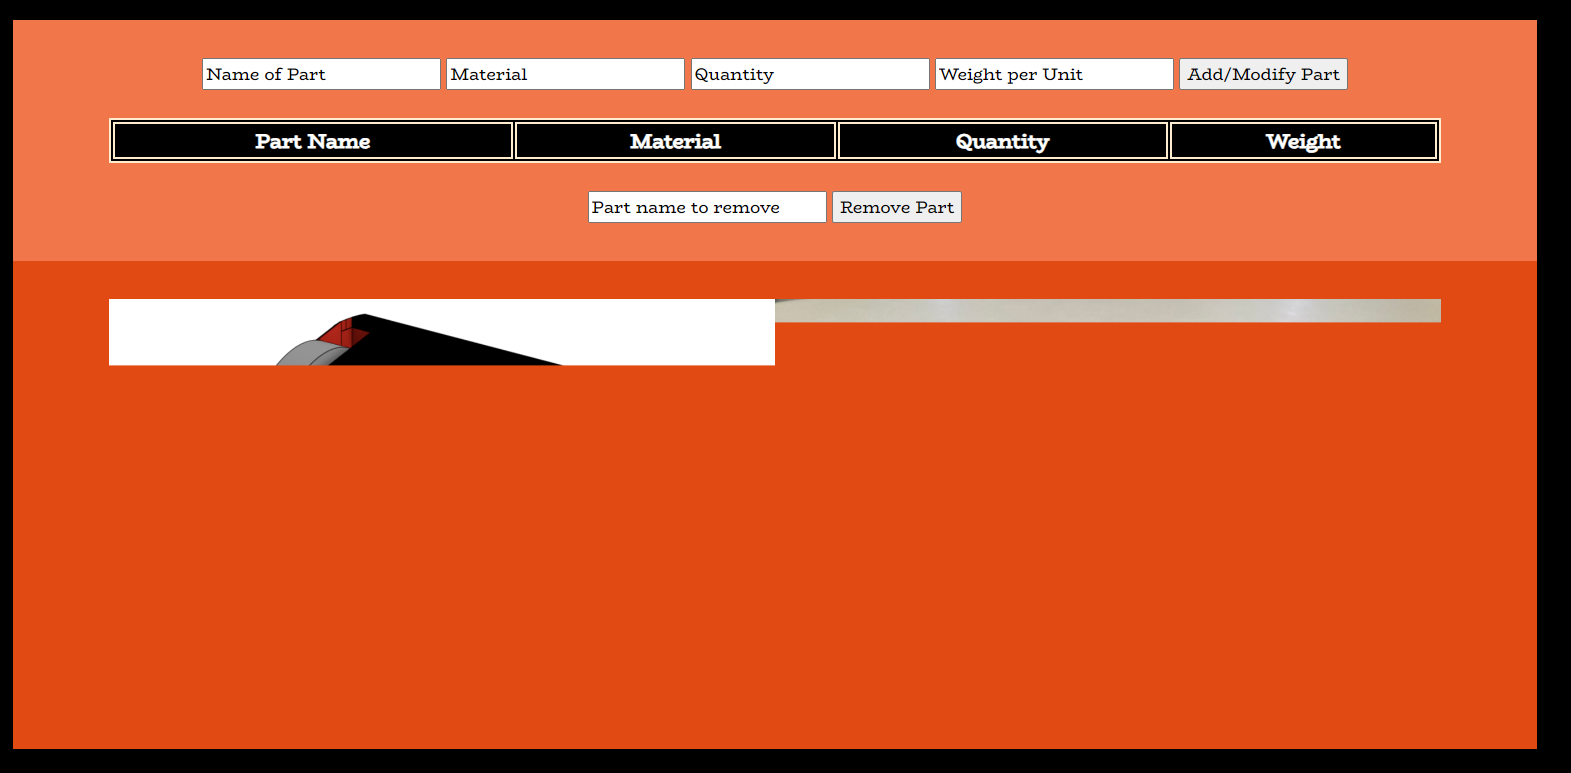 Name of Part Material Quantity Weight per Unit Add/Modify Part
Part Name Material Quantity Weight
Part name to remove Remove Part